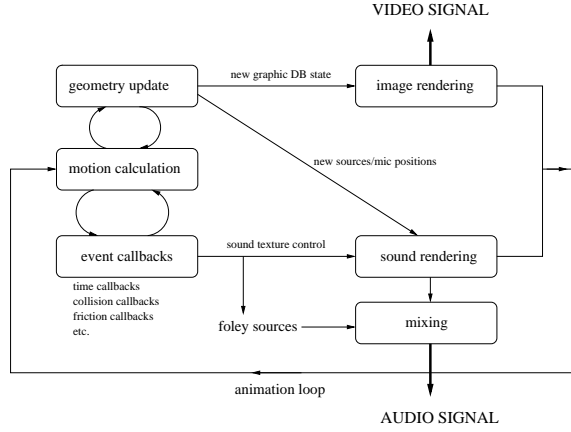 VIDEO SIGNAL
geometry update
new graphic DB state
image rendering
new sources/mic positions
motion calculation
event callbacks
sound texture control
sound rendering
time callbacks
collision callbacks
friction callbacks
etc.
foley sources
mixing
animation loop
AUDIO SIGNAL